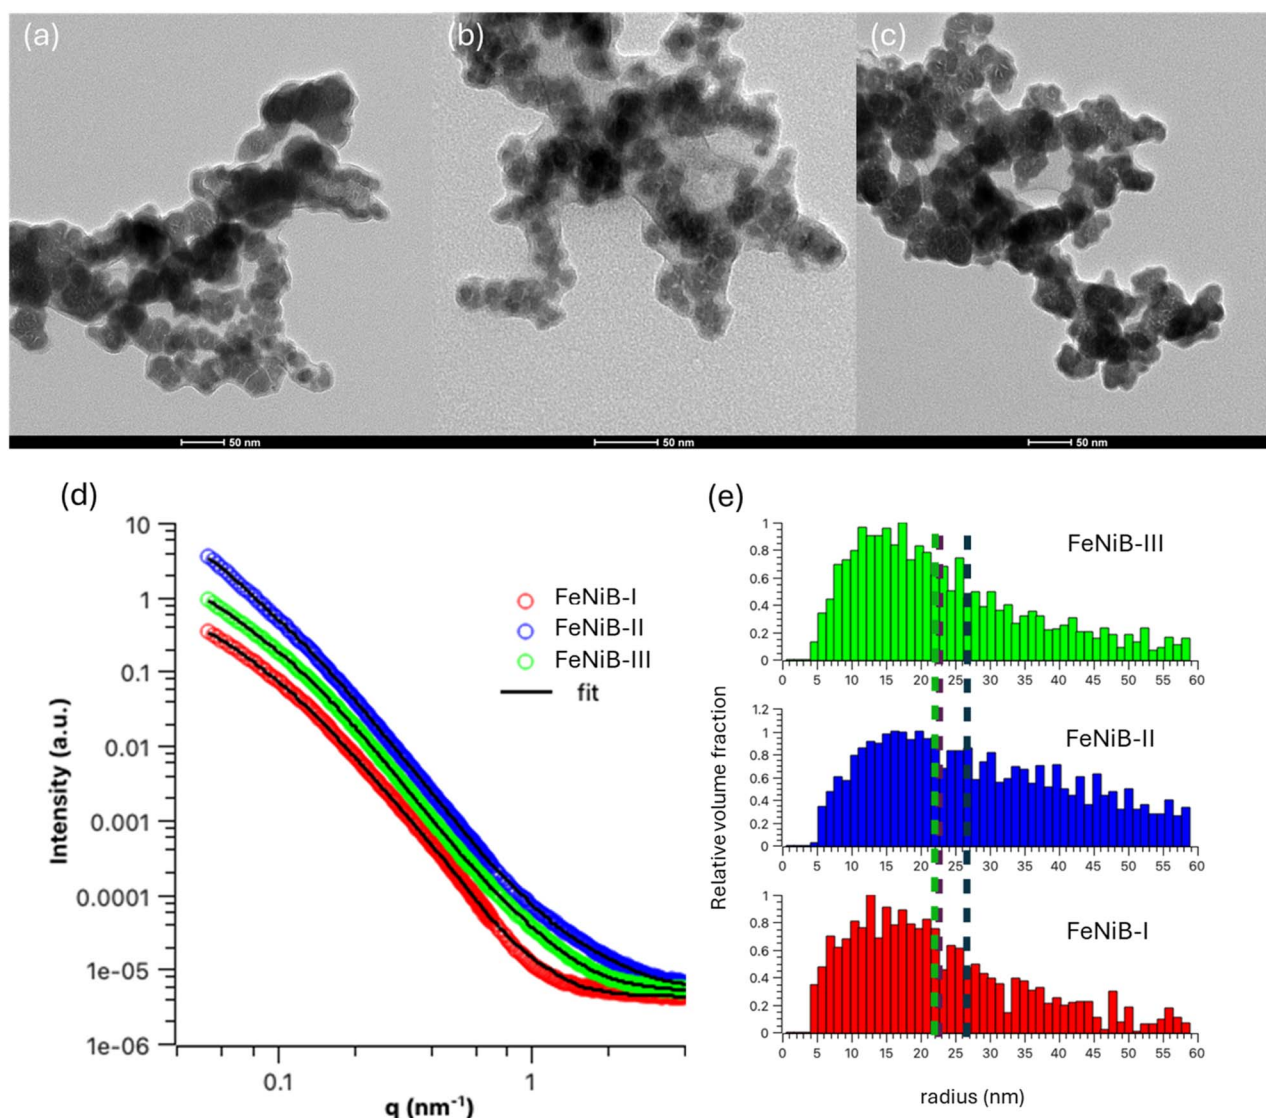 (a)
(b)
(c)
50 nm
50 nm
50 nm
(d)
10
1
0.1
0.01
0.001
0.0001
1e-05
1e-06
0.1
1
Intensity (a.u.)
q (nm⁻¹)
FeNiB-I
FeNiB-II
FeNiB-III
fit
(e)
FeNiB-III
1
0.8
0.6
0.4
0.2
0
0 5 10 15 20 25 30 35 40 45 50 55 60
FeNiB-II
1.2
1
0.8
0.6
0.4
0.2
0
0 5 10 15 20 25 30 35 40 45 50 55 60
FeNiB-I
1
0.8
0.6
0.4
0.2
0
0 5 10 15 20 25 30 35 40 45 50 55 60
Relative volume fraction
radius (nm)